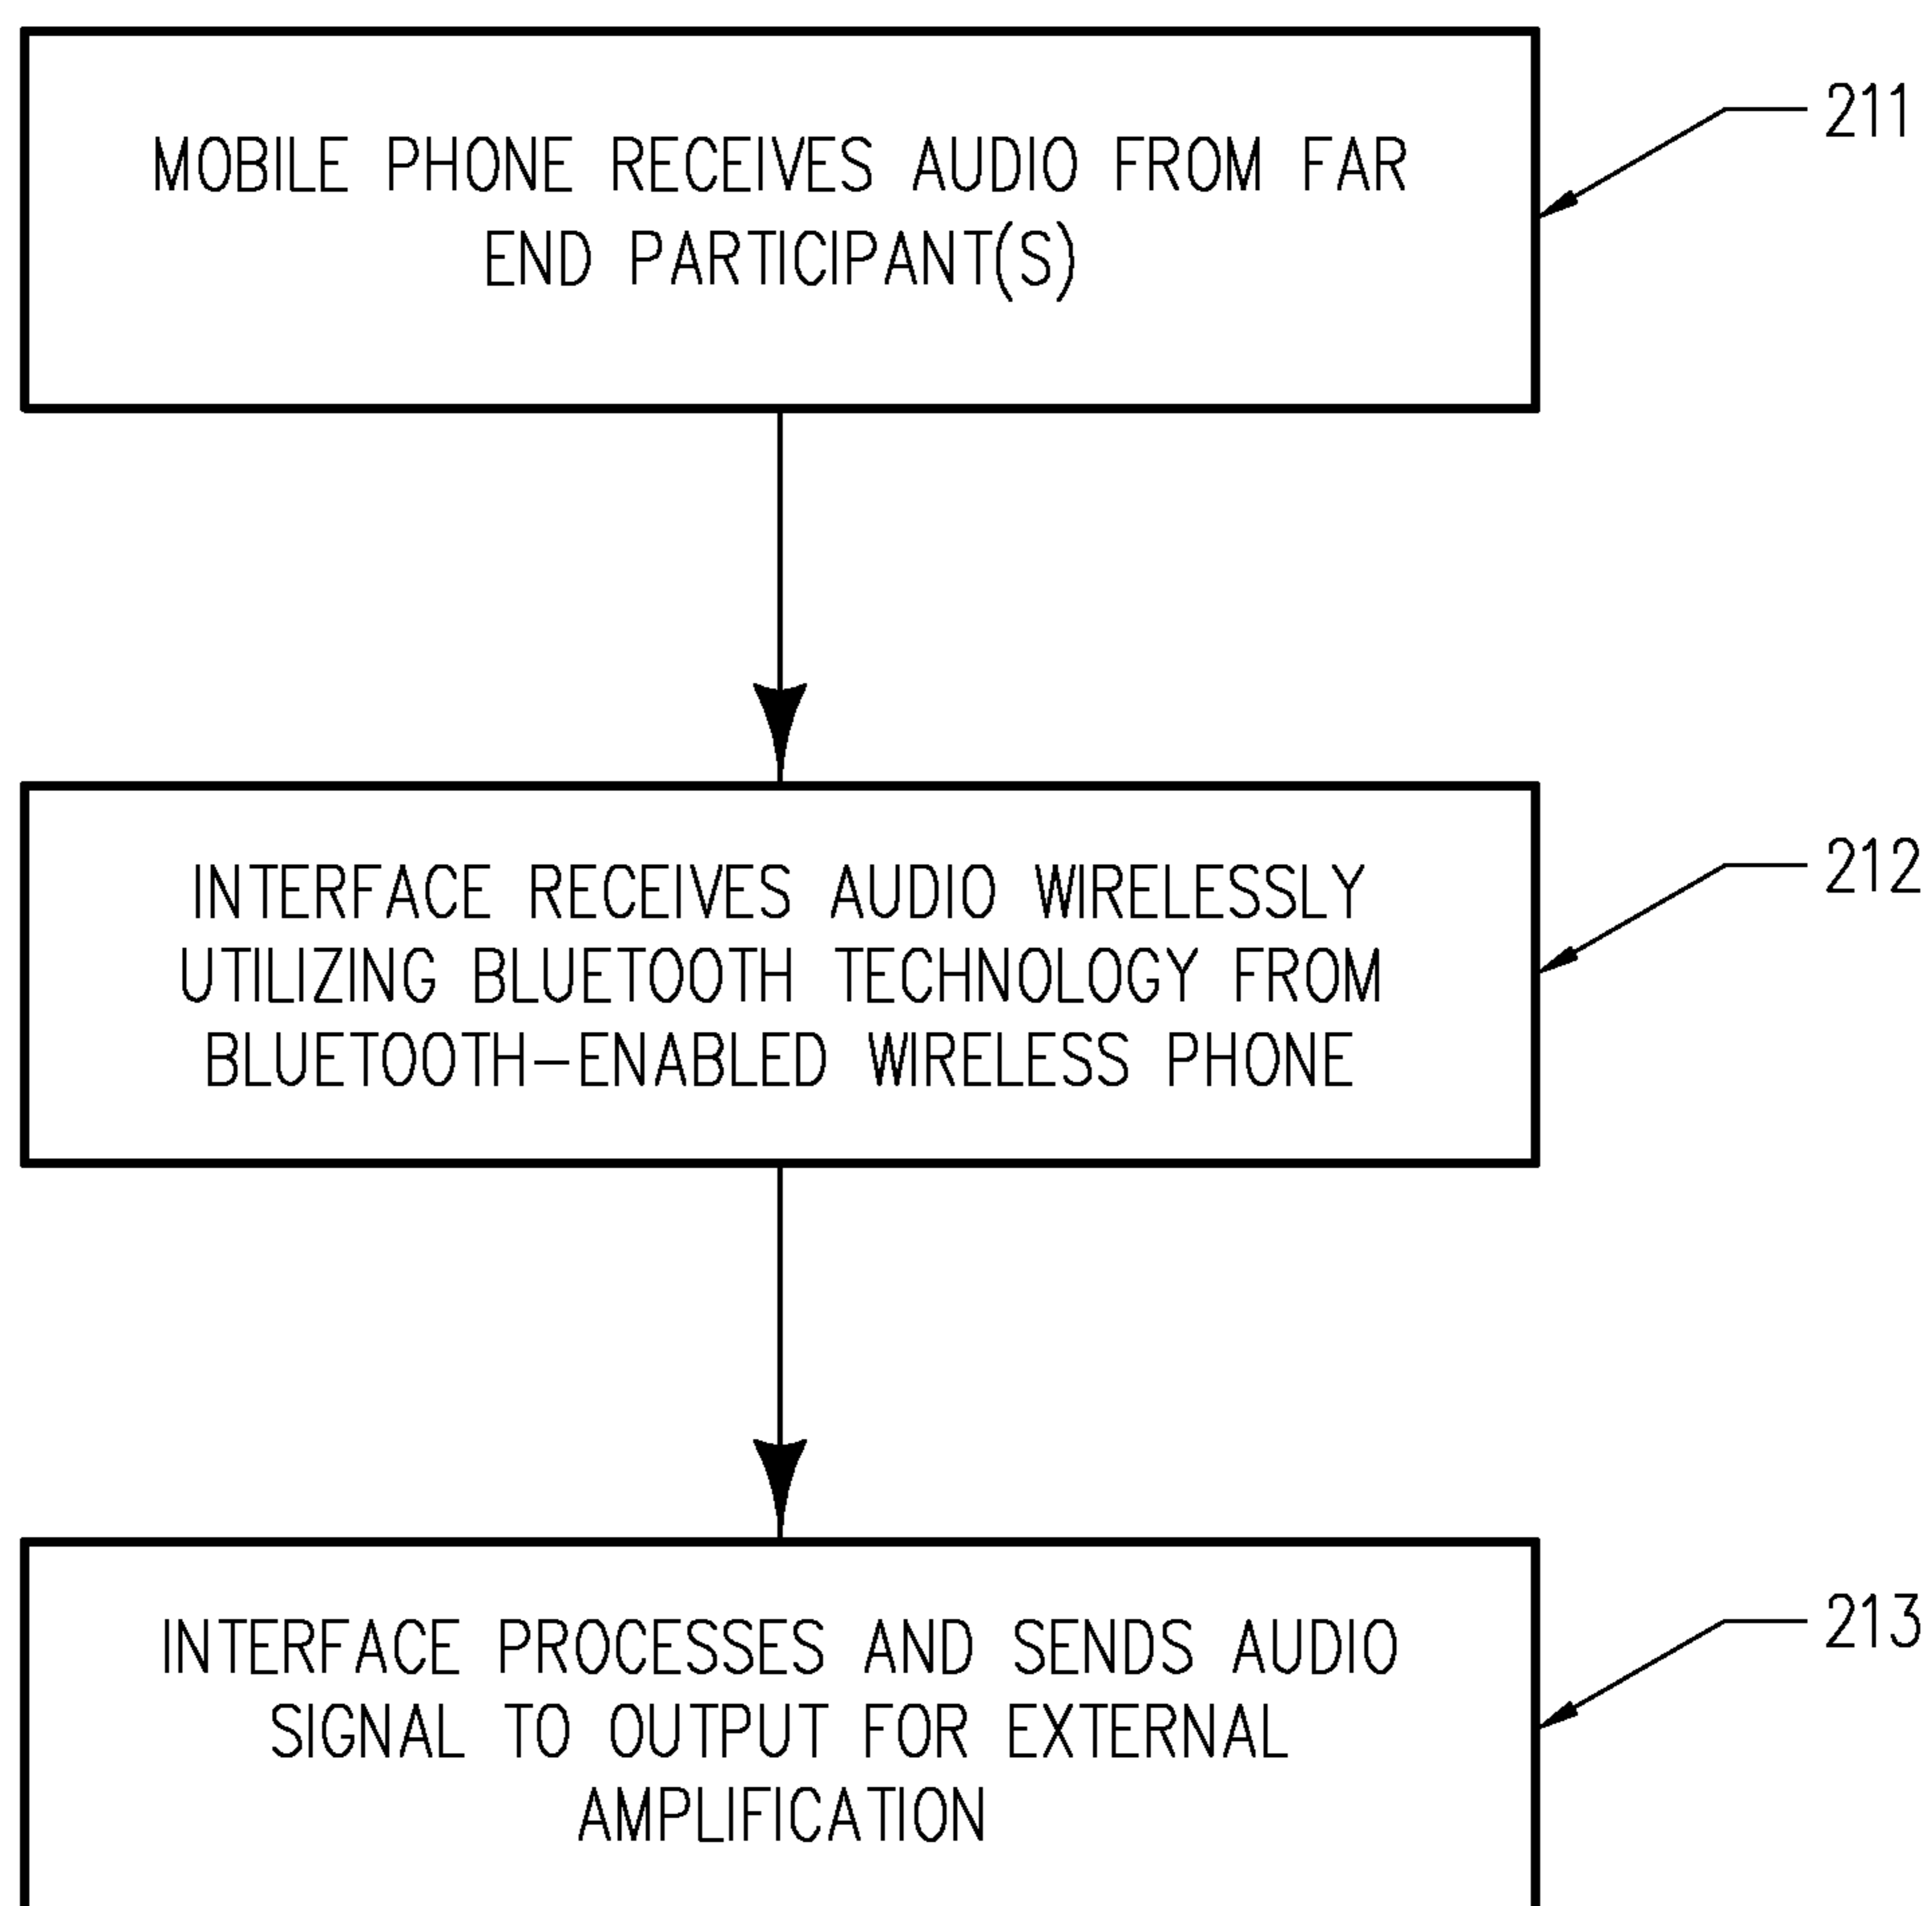 MOBILE PHONE RECEIVES AUDIO FROM FAR
END PARTICIPANT(S)
211
INTERFACE RECEIVES AUDIO WIRELESSLY
UTILIZING BLUETOOTH TECHNOLOGY FROM
BLUETOOTH-ENABLED WIRELESS PHONE
212
INTERFACE PROCESSES AND SENDS AUDIO
SIGNAL TO OUTPUT FOR EXTERNAL
AMPLIFICATION
213